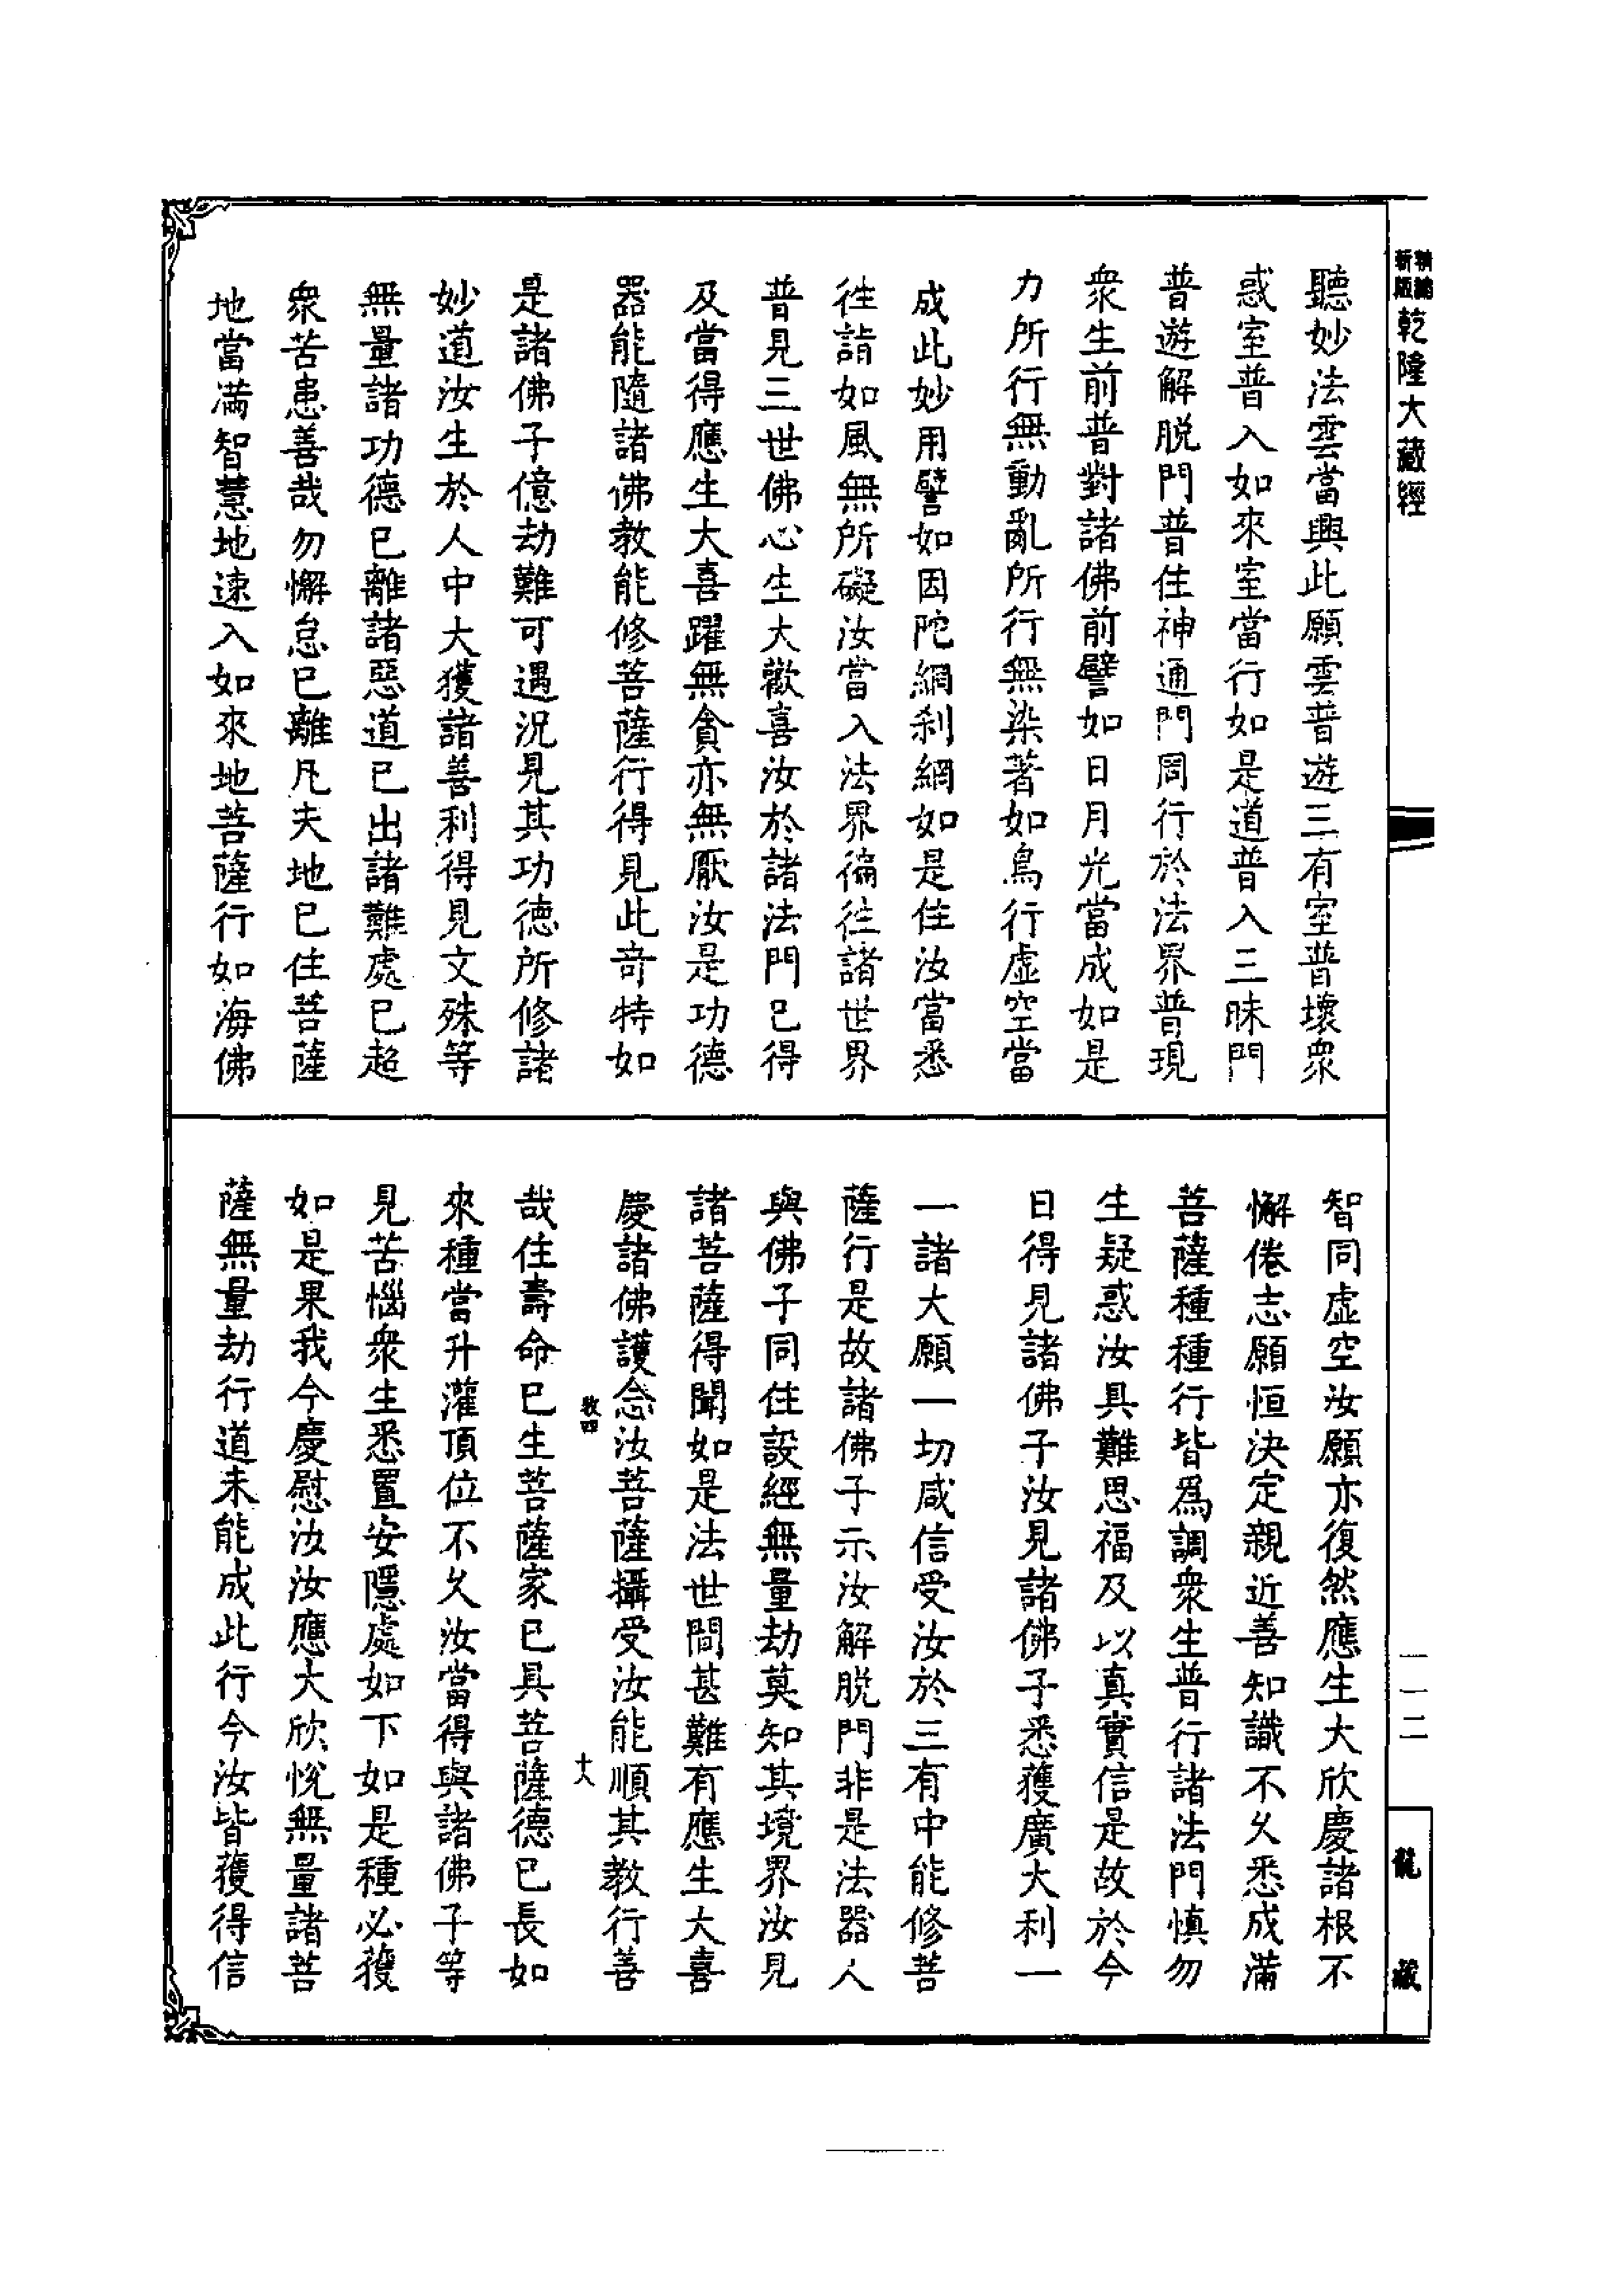 精縮
新版
乾隆大藏經
聽妙法雲當興此願雲普遊三有室普壞衆
惑室普入如來室當行如是道普入三昧門
普遊解脱門普住神通門周行於法界普現
衆生前普對諸佛前譬如日月光當成如是
力所行無動亂所行無染著如鳥行虚空當
成此妙用譬如因陀網刹網如是住汝當悉
徃詣如風無所礙汝當入法界徧徃諸世界
普見三世佛心生大歡喜汝於諸法門已得
及當得應生大喜躍無貪亦無厭汝是功德
器能隨諸佛教能修菩薩行得見此奇特如
是諸佛子億劫難可遇況見其功德所修諸
妙道汝生於人中大獲諸善利得見文殊等
無量諸功德已離諸惡道已出諸難處已超
衆苦患善哉勿懈怠已離凡夫地已住菩薩
地當滿智慧地速入如來地菩薩行如海佛
智同虚空汝願亦復然應生大欣慶諸根不
懈倦志願恒決定親近善知識不久悉成滿
菩薩種種行皆爲調衆生普行諸法門慎勿
生疑惑汝具難思福及以真實信是故於今
日得見諸佛子汝見諸佛子悉獲廣大利一
一諸大願一切咸信受汝於三有中能修菩
薩行是故諸佛子示汝解脱門非是法器人
與佛子同住設經無量劫莫知其境界汝見
諸菩薩得聞如是法世間甚難有應生大喜
慶諸佛護念汝菩薩攝受汝能順其教行善
哉住壽命已生菩薩家已具菩薩德已長如
來種當升灌頂位不久汝當得與諸佛子等
見苦惱衆生悉置安隱處如下如是種必獲
如是果我今慶慰汝汝應大欣悅無量諸菩
薩無量劫行道未能成此行今汝皆獲得信
十八
一一二
龍藏